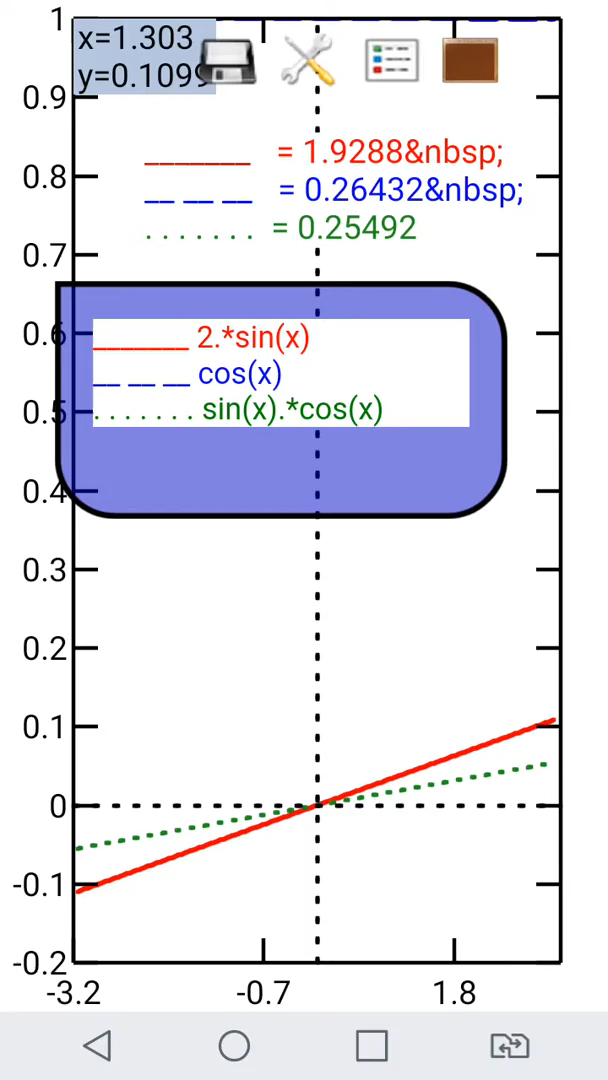 x=1.303
y=0.1099
= 1.9288&nbsp;
= 0.26432&nbsp;
= 0.25492
2.*sin(x)
cos(x)
sin(x).*cos(x)
1
0.9
0.8
0.7
0.6
0.5
0.4
0.3
0.2
0.1
0
-0.1
-0.2
-3.2 -0.7 1.8